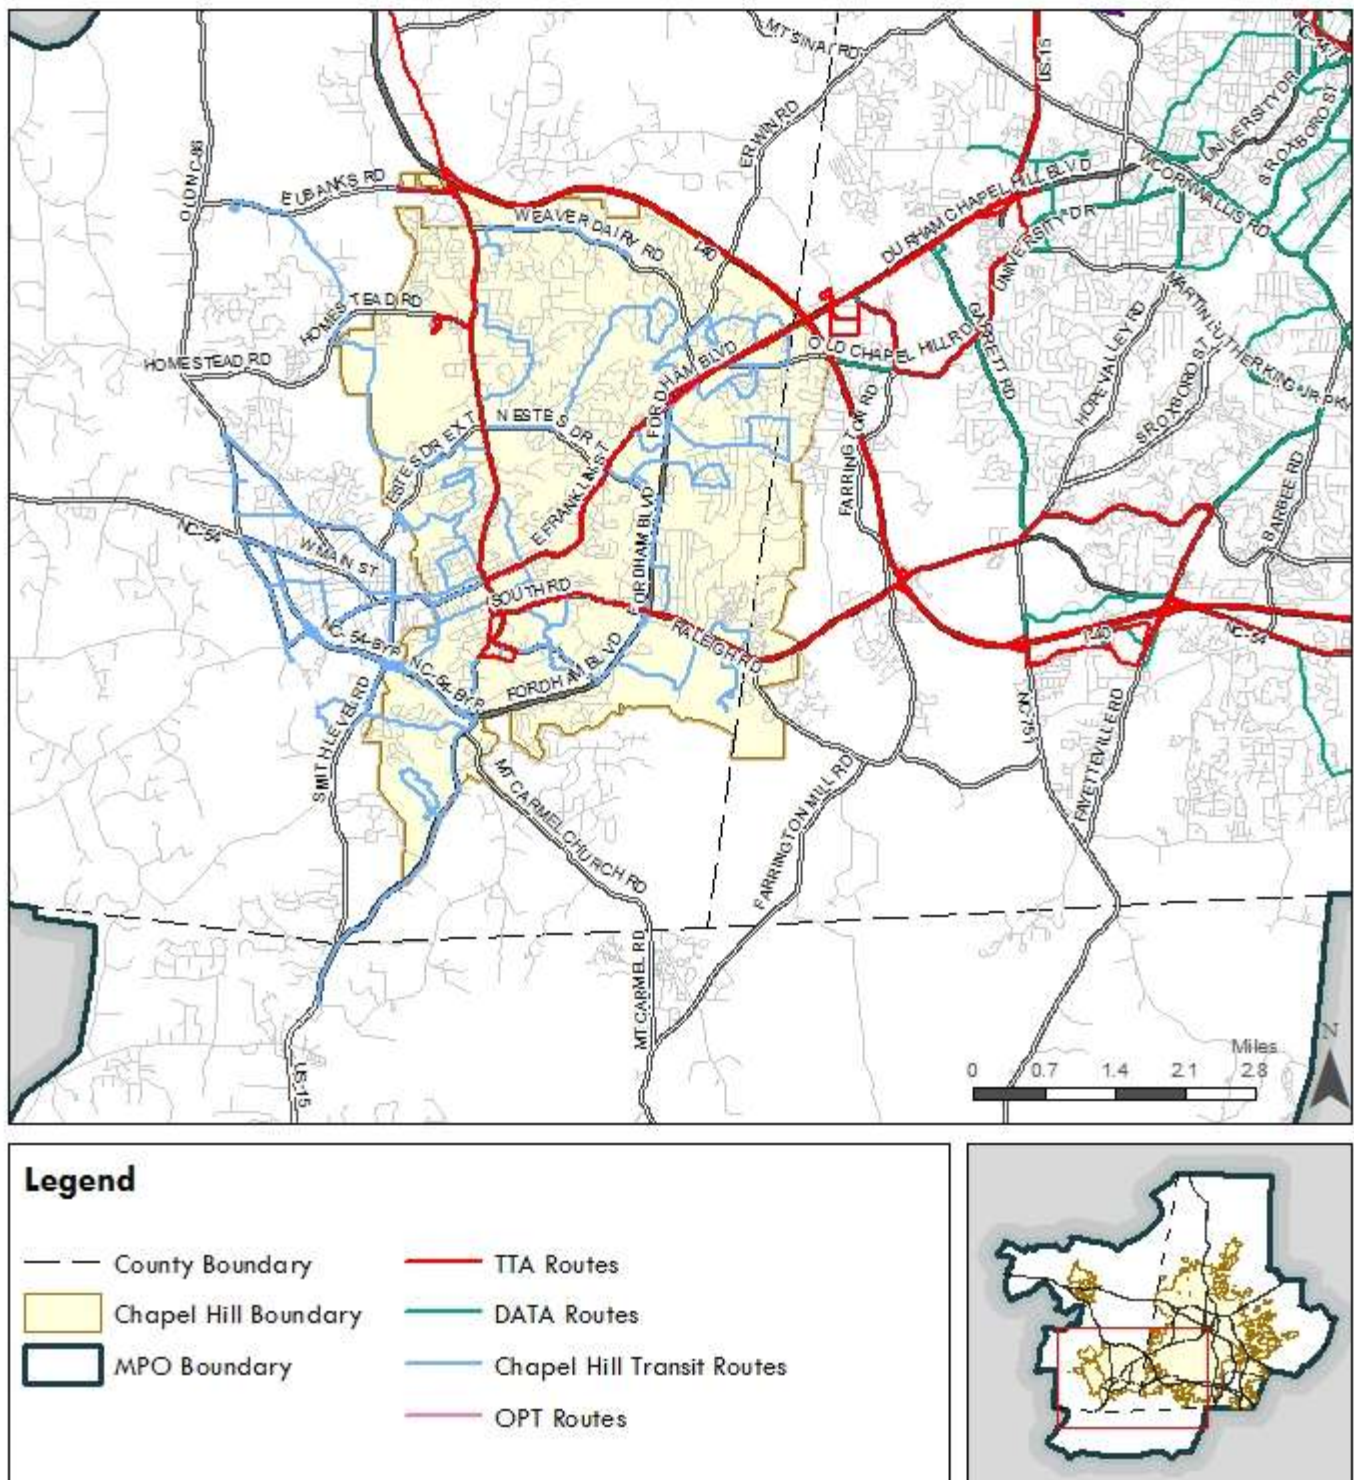 MT SINAI RD
US-15
NC-147
OLD NC-86
ERWIN RD
UNIVERSITY DR
S ROXBORO ST
EUBANKS RD
DURHAM CHAPEL HILL BLVD
W CORNWALLIS RD
WEAVER DAIRY RD
I-40
UNIVERSITY DR
HOMESTEAD RD
HOMESTEAD RD
OLD CHAPEL HILL RD
GARRETT RD
HOPE VALLEY RD
MARTIN LUTHER KING JR PKY
S ROXBORO ST
FORDHAM BLVD
N ESTES DR
ESTES DR EXT
E FRANKLIN ST
FARRINGTON RD
BARBEE RD
NC-54
W MAIN ST
FORDHAM BLVD
SOUTH RD
RALEIGH RD
I-40
NC-54
NC-54-BYP
NC-54-BYP
FORDHAM BLVD
SMITH LEVEL RD
NC-751
FAYETTEVILLE RD
MT CARMEL CHURCH RD
FARRINGTON MILL RD
MT CARMEL RD
US-15
N
Miles
0 0.7 1.4 2.1 2.8
Legend
County Boundary
Chapel Hill Boundary
MPO Boundary
TTA Routes
DATA Routes
Chapel Hill Transit Routes
OPT Routes